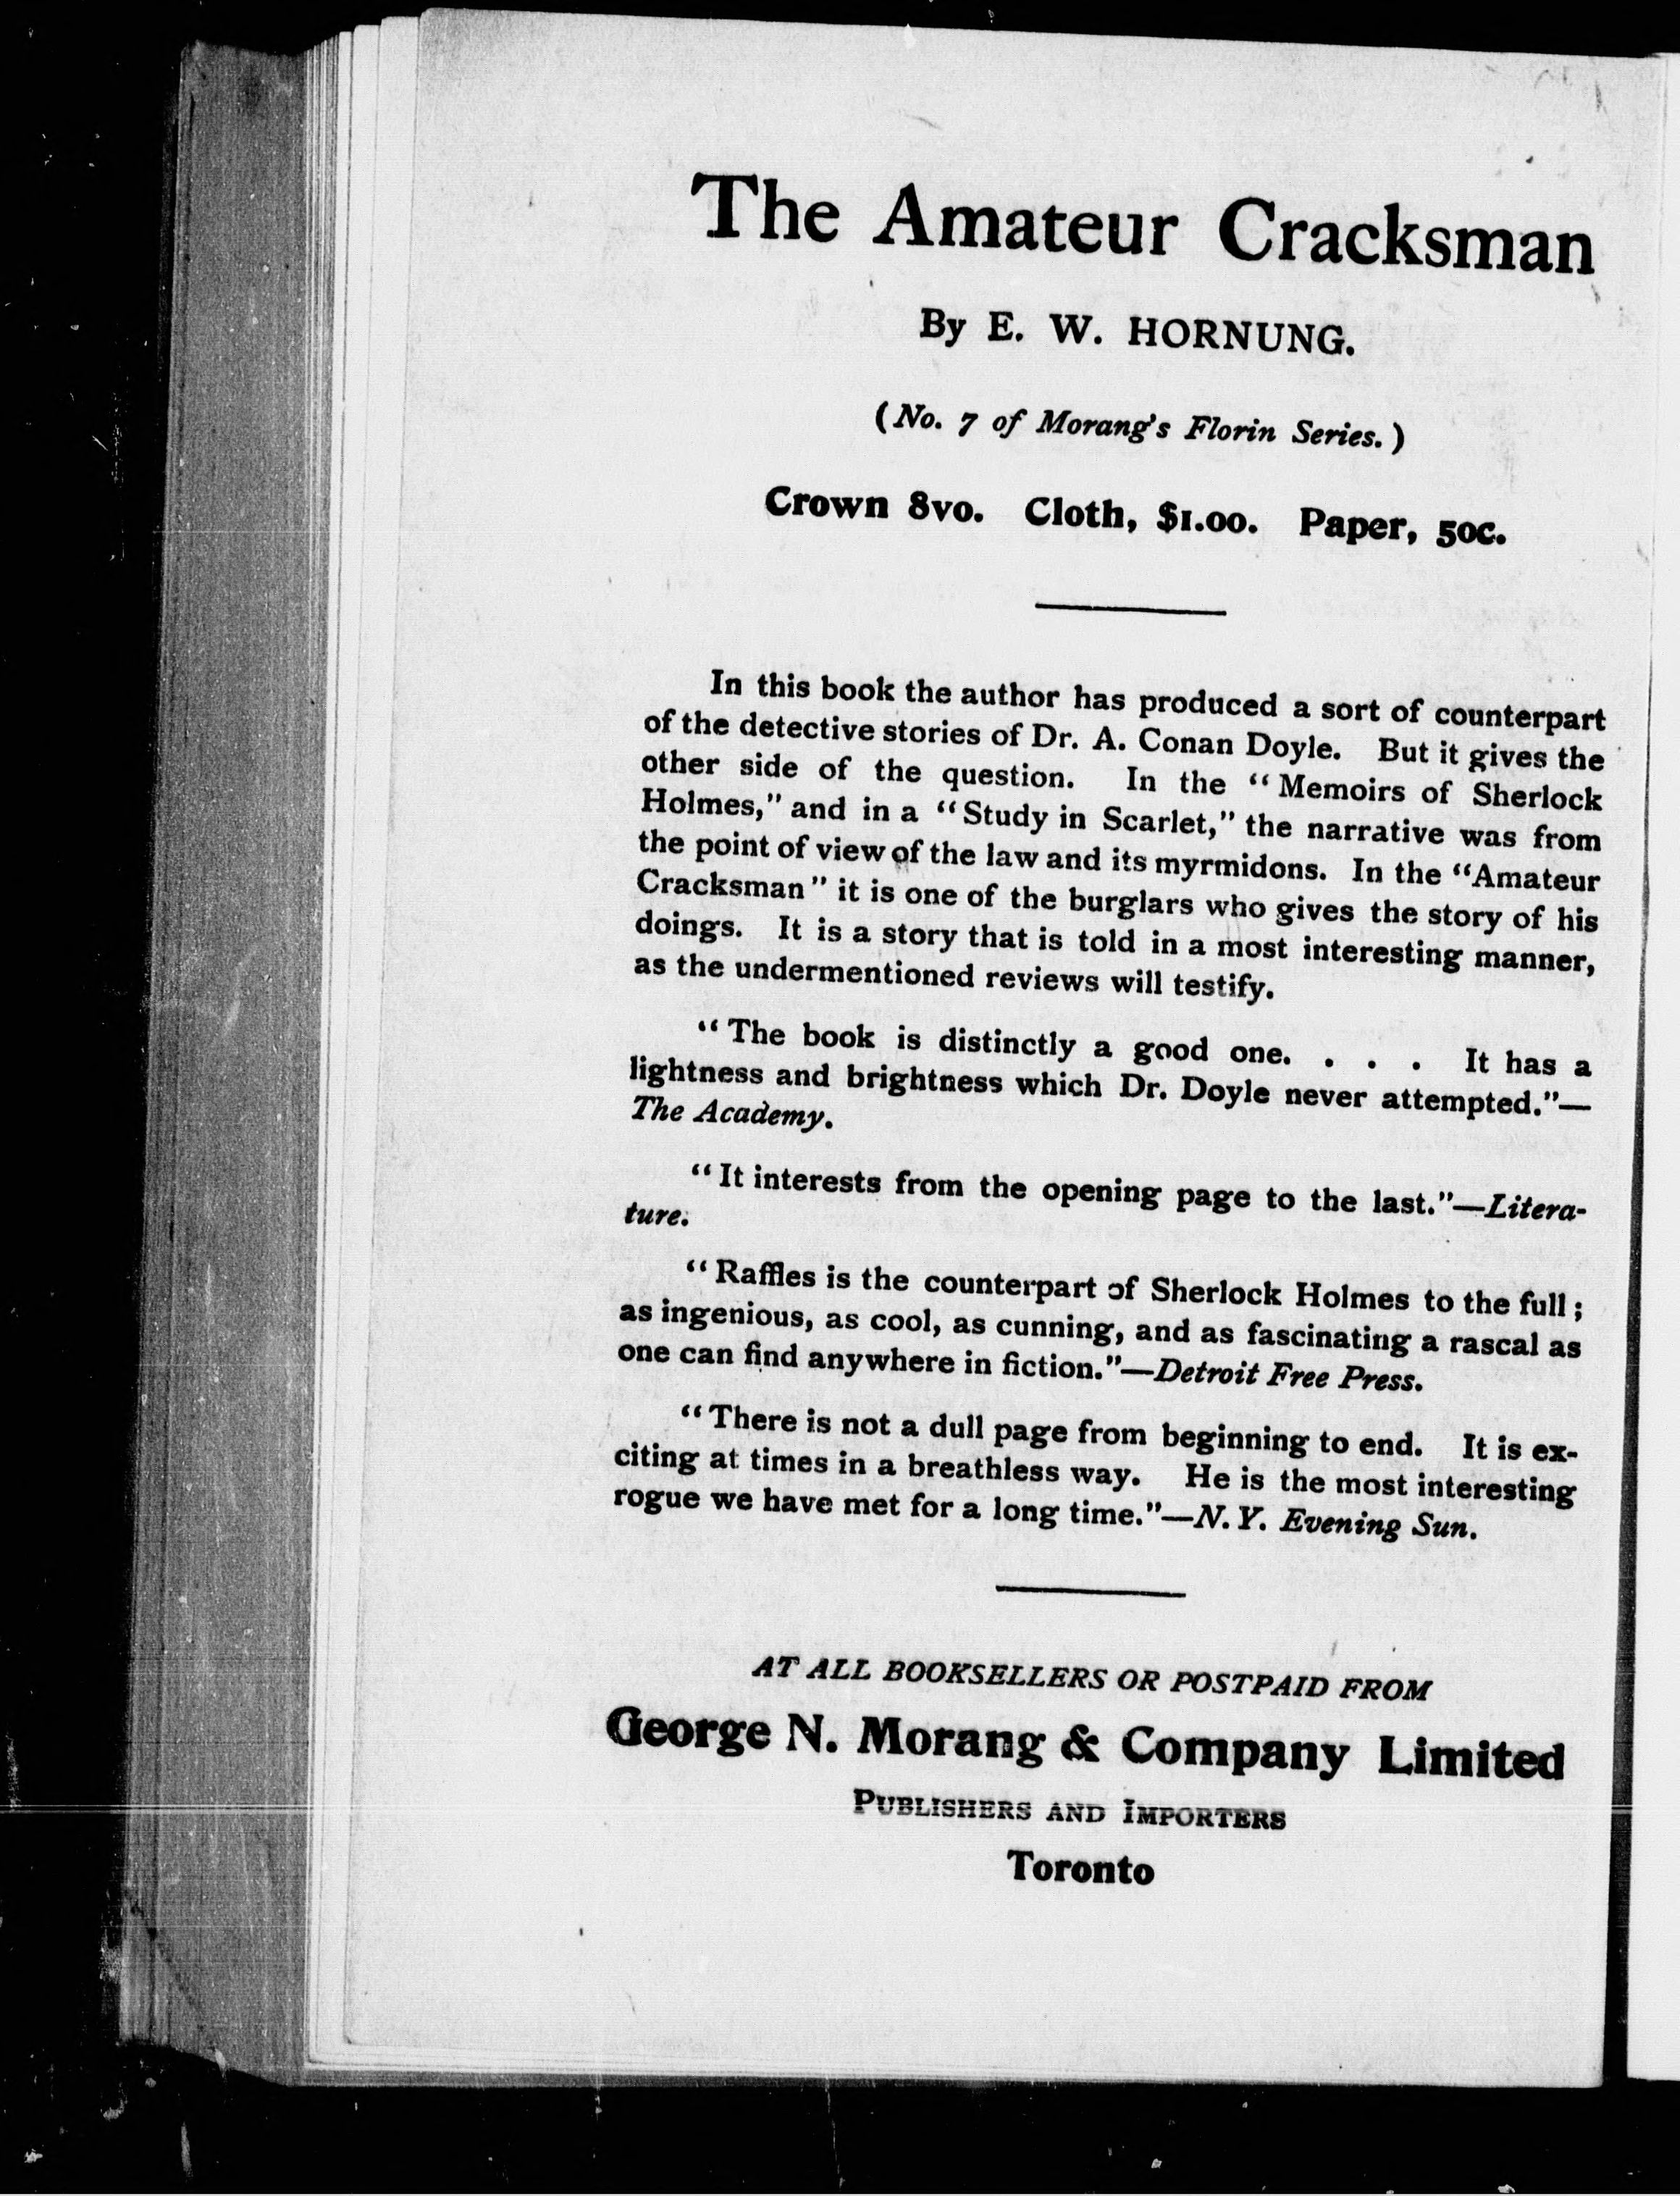 The Amateur Cracksman
By E. W. HORNUNG.
(No. 7 of Morang's Florin Series.)
Crown 8vo. Cloth, $1.00. Paper, 50c.
In this book the author has produced a sort of counterpart
of the detective stories of Dr. A. Conan Doyle. But it gives the
other side of the question. In the "Memoirs of Sherlock
Holmes," and in a "Study in Scarlet," the narrative was from
the point of view of the law and its myrmidons. In the "Amateur
Cracksman" it is one of the burglars who gives the story of his
doings. It is a story that is told in a most interesting manner,
as the undermentioned reviews will testify.
"The book is distinctly a good one. . . . It has a
lightness and brightness which Dr. Doyle never attempted."—
The Academy.
"It interests from the opening page to the last."—Litera-
ture.
"Raffles is the counterpart of Sherlock Holmes to the full;
as ingenious, as cool, as cunning, and as fascinating a rascal as
one can find anywhere in fiction."—Detroit Free Press.
"There is not a dull page from beginning to end. It is ex-
citing at times in a breathless way. He is the most interesting
rogue we have met for a long time."—N. Y. Evening Sun.
AT ALL BOOKSELLERS OR POSTPAID FROM
George N. Morang & Company Limited
PUBLISHERS AND IMPORTERS
Toronto